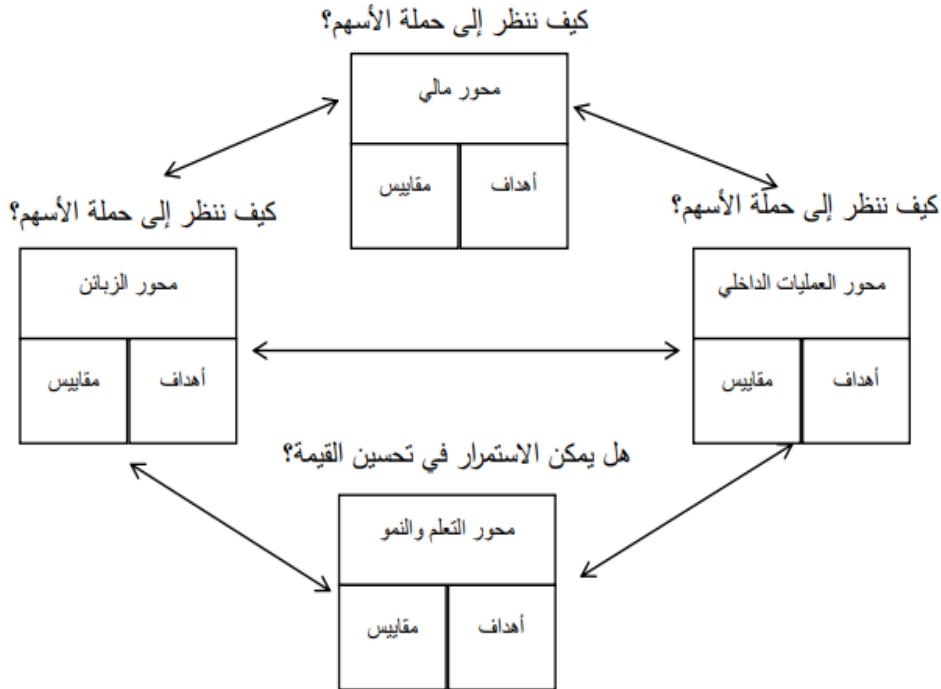 كيف ننظر إلى حملة الأسهم؟
محور مالي
أهداف
مقاييس
كيف ننظر إلى حملة الأسهم؟
محور العمليات الداخلي
أهداف
مقاييس
كيف ننظر إلى حملة الأسهم؟
محور الزبائن
أهداف
مقاييس
هل يمكن الاستمرار في تحسين القيمة؟
محور التعلم والنمو
أهداف
مقاييس